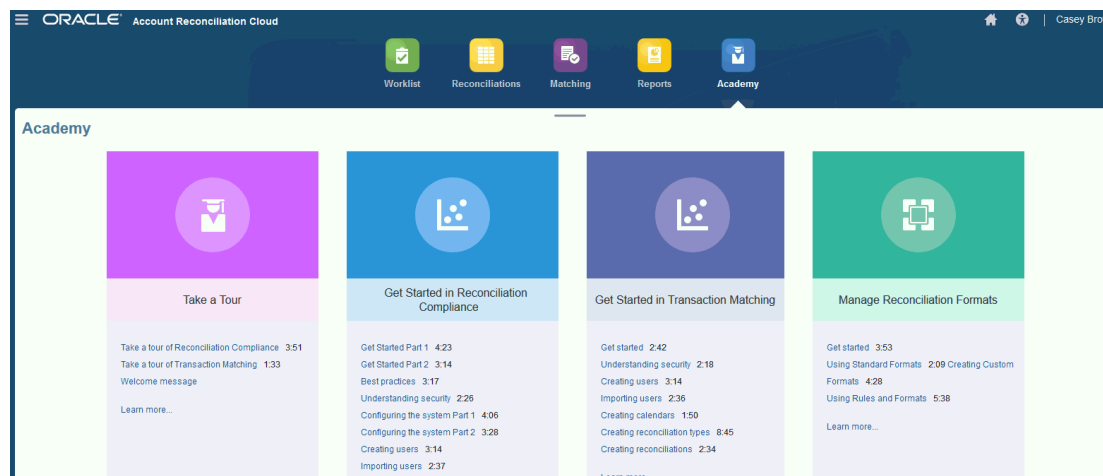 ORACLE Account Reconciliation Cloud
Casey Bro
Worklist
Reconciliations
Matching
Reports
Academy
Academy
Take a Tour
Take a tour of Reconciliation Compliance 3:51
Take a tour of Transaction Matching 1:33
Welcome message
Learn more...
Get Started in Reconciliation
Compliance
Get Started Part 1 4:23
Get Started Part 2 3:14
Best practices 3:17
Understanding security 2:26
Configuring the system Part 1 4:06
Configuring the system Part 2 3:28
Creating users 3:14
Importing users 2:37
Get Started in Transaction Matching
Get started 2:42
Understanding security 2:18
Creating users 3:14
Importing users 2:36
Creating calendars 1:50
Creating reconciliation types 8:45
Creating reconciliations 2:34
Learn more...
Manage Reconciliation Formats
Get started 3:53
Using Standard Formats 2:09 Creating Custom
Formats 4:28
Using Rules and Formats 5:38
Learn more...